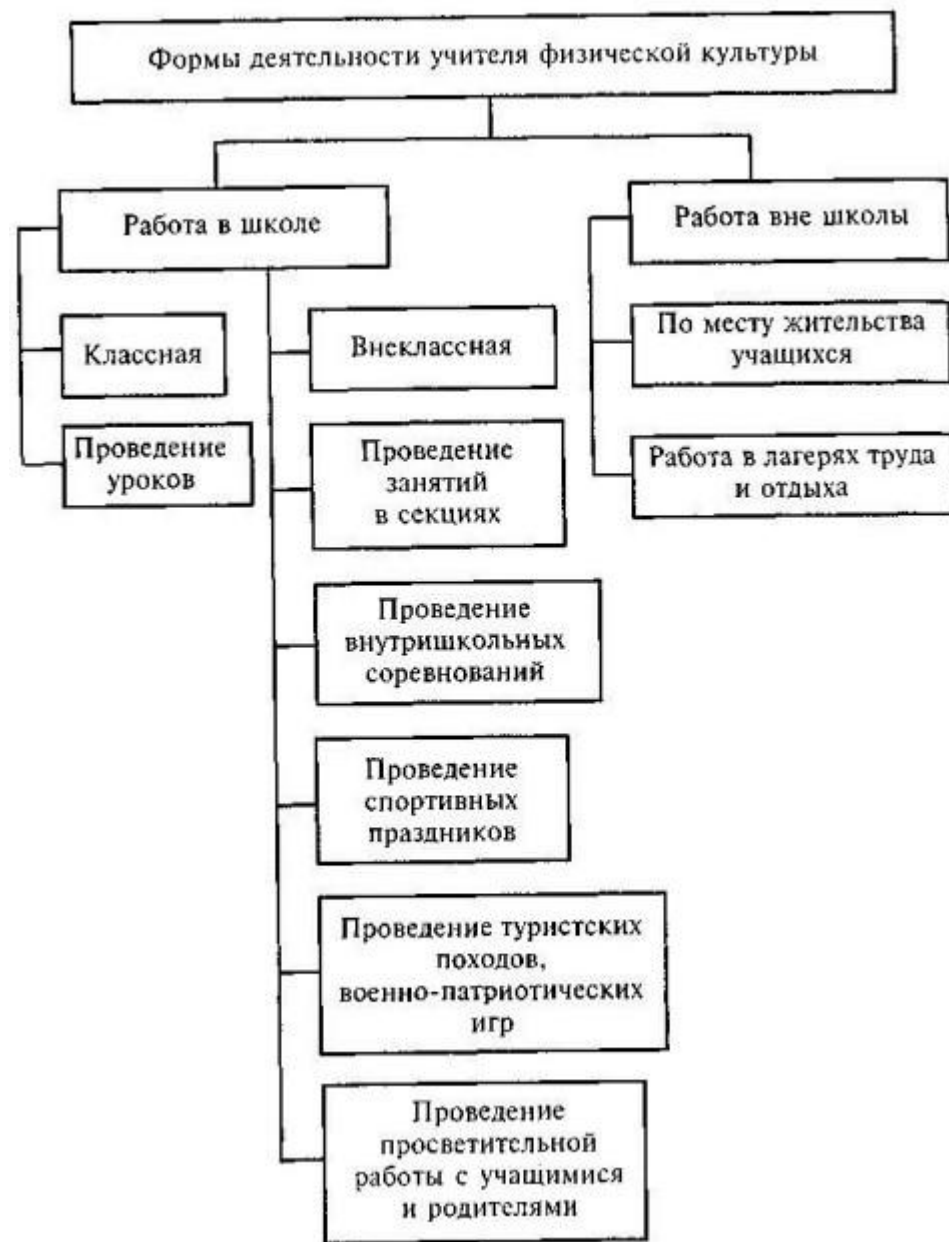 Формы деятельности учителя физической культуры
Работа в школе
Работа вне школы
Классная
Проведение
уроков
Внеклассная
Проведение
занятий
в секциях
Проведение
внутришкольных
соревнований
Проведение
спортивных
праздников
Проведение туристских
походов,
военно-патриотических
игр
Проведение
просветительной
работы с учащимися
и родителями
По месту жительства
учащихся
Работа в лагерях труда
и отдыха